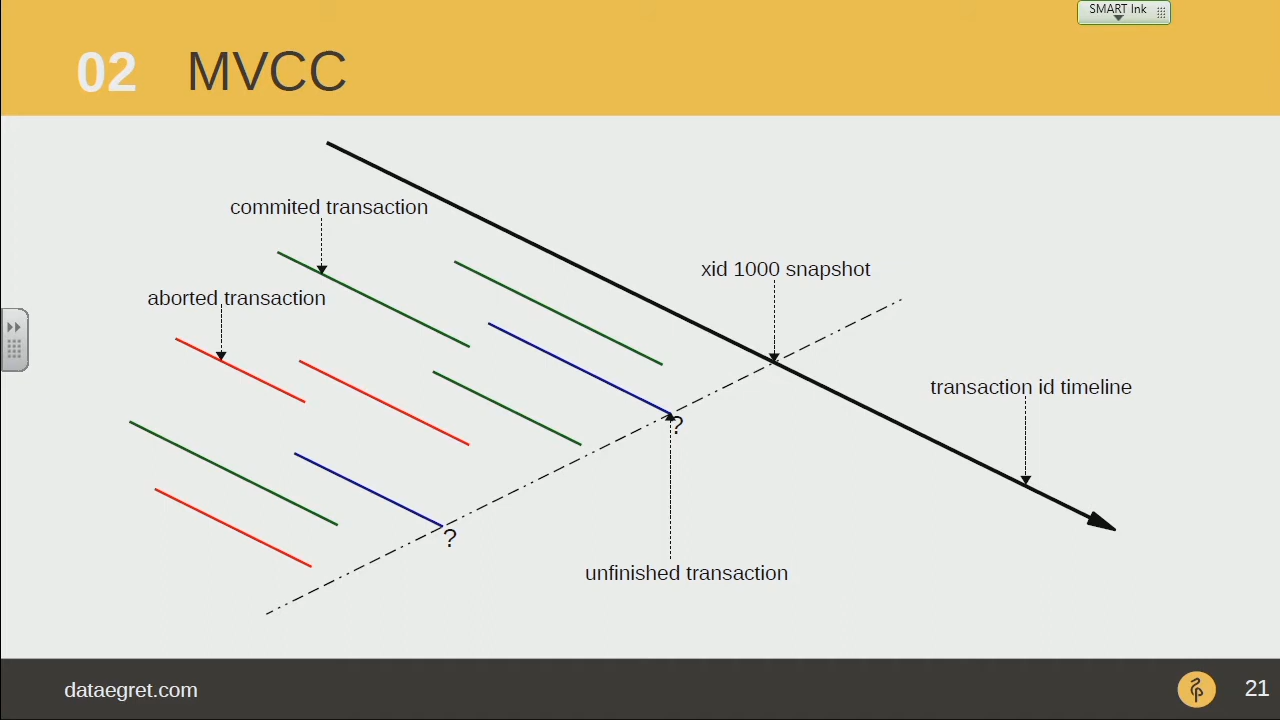 SMART Ink
02 MVCC
commited transaction
xid 1000 snapshot
aborted transaction
transaction id timeline
?
?
unfinished transaction
dataegret.com
21